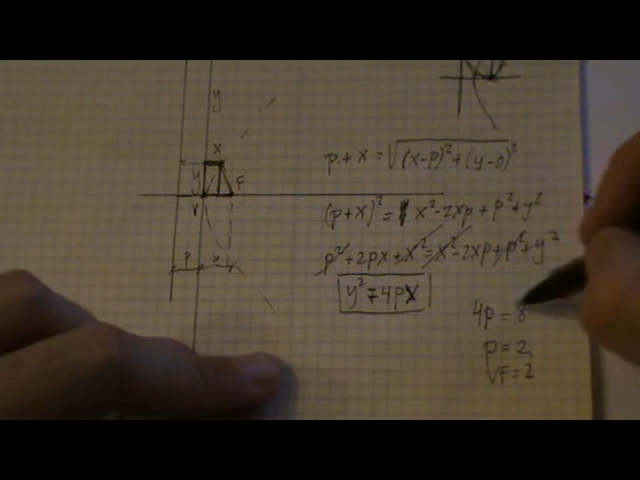 y
x
y
F
V
p
x
p + x = √(x-p)² + (y-0)²
(p+x)² = x² - 2xp + p² + y²
p² + 2px + x² = x² - 2xp + p² + y²
y² = 4px
4p = 8
p = 2
VF = 2